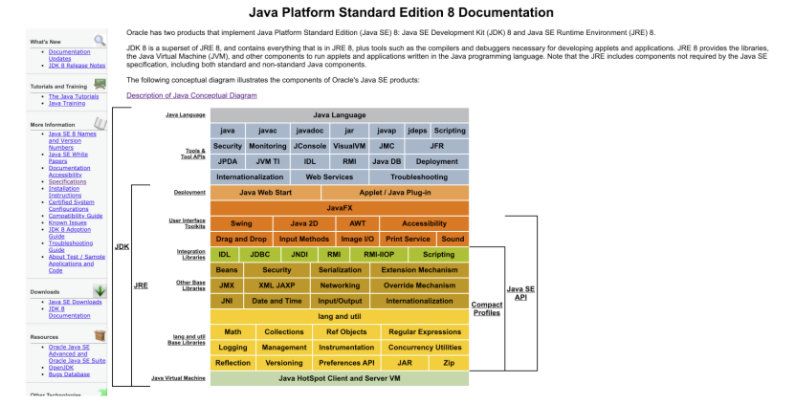 Java Platform Standard Edition 8 Documentation
What's New
Documentation
Updates
JDK 8 Release Notes
Tutorials and Training
The Java Tutorials
Java Training
More Information
Java SE 8 Names
and Version
Numbers
Java SE White
Papers
Documentation
Accessibility
Specifications
Installation
Instructions
Certified System
Configurations
Compatibility Guide
Known Issues
JDK 8 Adoption
Guide
Troubleshooting
Guide
About Test / Sample
Applications and
Code
Downloads
Java SE Downloads
JDK 8
Documentation
Resources
Oracle Java SE
Advanced and
Oracle Java SE Suite
OpenJDK
Bugs Database
Other Technologies
Oracle has two products that implement Java Platform Standard Edition (Java SE) 8: Java SE Development Kit (JDK) 8 and Java SE Runtime Environment (JRE) 8.
JDK 8 is a superset of JRE 8, and contains everything that is in JRE 8, plus tools such as the compilers and debuggers necessary for developing applets and applications. JRE 8 provides the libraries,
the Java Virtual Machine (JVM), and other components to run applets and applications written in the Java programming language. Note that the JRE includes components not required by the Java SE
specification, including both standard and non-standard Java components.
The following conceptual diagram illustrates the components of Oracle's Java SE products:
Description of Java Conceptual Diagram
Java Language Java Language
java javac javadoc jar javap jdeps Scripting
Tools &
Tool APIs
Security Monitoring JConsole VisualVM JMC JFR
JPDA JVM TI IDL RMI Java DB Deployment
Internationalization Web Services Troubleshooting
Deployment Java Web Start Applet / Java Plug-in
JavaFX
User Interface
Toolkits
Swing Java 2D AWT Accessibility
Drag and Drop Input Methods Image I/O Print Service Sound
Integration
Libraries
IDL JDBC JNDI RMI RMI-IIOP Scripting
Beans Security Serialization Extension Mechanism
Other Base
Libraries
JMX XML JAXP Networking Override Mechanism
JNI Date and Time Input/Output Internationalization
lang and util
lang and util
Base Libraries
Math Collections Ref Objects Regular Expressions
Logging Management Instrumentation Concurrency Utilities
Reflection Versioning Preferences API JAR Zip
Java Virtual Machine Java HotSpot Client and Server VM
JDK
JRE
Compact
Profiles
Java SE
API